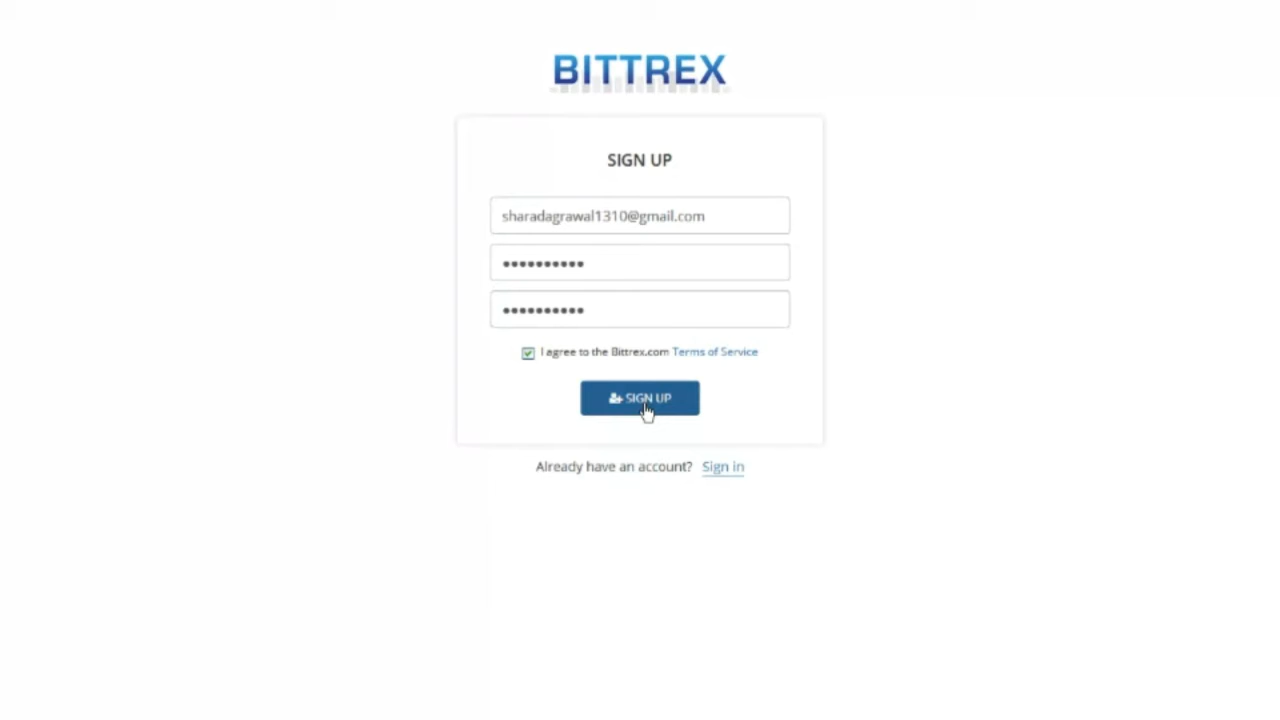 BITTREX
SIGN UP
sharadagrawal1310@gmail.com
••••••••••
••••••••••
I agree to the Bittrex.com Terms of Service
SIGN UP
Already have an account? Sign in